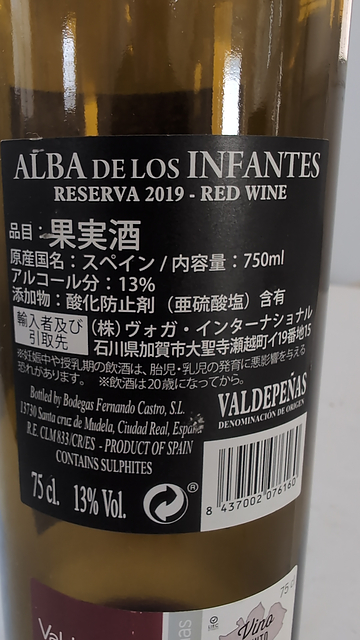 ALBA DE LOS INFANTES
RESERVA 2019 - RED WINE
品目：果実酒
原産国名：スペイン / 内容量：750ml
アルコール分：13%
添加物：酸化防止剤（亜硫酸塩）含有
輸入者及び
引取先
(株)ヴォガ・インターナショナル
石川県加賀市大聖寺瀬越町イ19番地15
※妊娠中や授乳期の飲酒は、胎児・乳児の発育に悪影響を与える
恐れがあります。 ※飲酒は20歳になってから。
Bottled by Bodegas Fernando Castro, S.L.
13730 Santa cruz de Mudela, Ciudad Real, España
R.E. CLM 833/CR/ES - PRODUCT OF SPAIN
CONTAINS SULPHITES
75 cl. 13% Vol.
®
VALDEPEÑAS
DENOMINACIÓN DE ORIGEN
8 437002 076160
75 cl
Vino